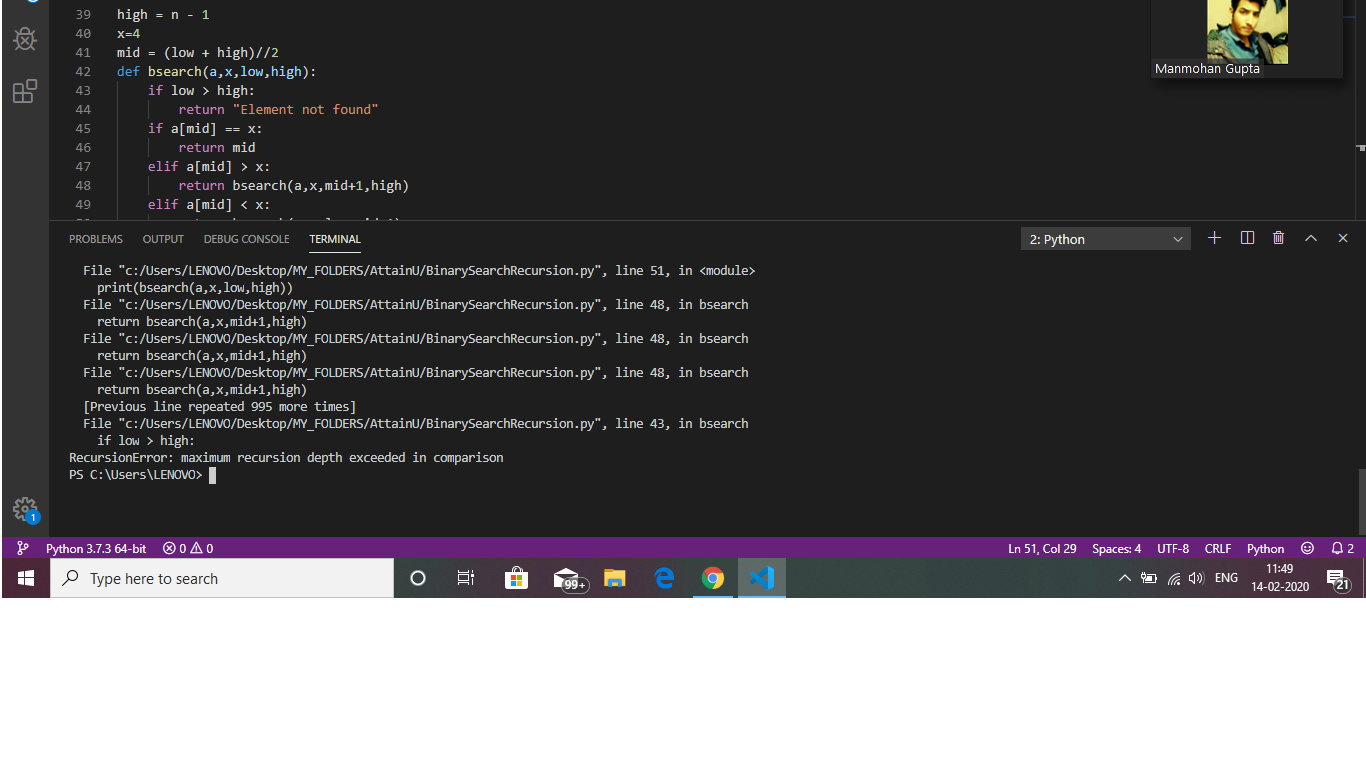 39 high = n - 1
40 x=4
41 mid = (low + high)//2
42 def bsearch(a,x,low,high):
43 if low > high:
44 return "Element not found"
45 if a[mid] == x:
46 return mid
47 elif a[mid] > x:
48 return bsearch(a,x,mid+1,high)
49 elif a[mid] < x:
Manmohan Gupta
PROBLEMS OUTPUT DEBUG CONSOLE TERMINAL 2: Python
File "c:/Users/LENOVO/Desktop/MY_FOLDERS/AttainU/BinarySearchRecursion.py", line 51, in <module>
print(bsearch(a,x,low,high))
File "c:/Users/LENOVO/Desktop/MY_FOLDERS/AttainU/BinarySearchRecursion.py", line 48, in bsearch
return bsearch(a,x,mid+1,high)
File "c:/Users/LENOVO/Desktop/MY_FOLDERS/AttainU/BinarySearchRecursion.py", line 48, in bsearch
return bsearch(a,x,mid+1,high)
File "c:/Users/LENOVO/Desktop/MY_FOLDERS/AttainU/BinarySearchRecursion.py", line 48, in bsearch
return bsearch(a,x,mid+1,high)
[Previous line repeated 995 more times]
File "c:/Users/LENOVO/Desktop/MY_FOLDERS/AttainU/BinarySearchRecursion.py", line 43, in bsearch
if low > high:
RecursionError: maximum recursion depth exceeded in comparison
PS C:\Users\LENOVO>
1
Python 3.7.3 64-bit 0 0 Ln 51, Col 29 Spaces: 4 UTF-8 CRLF Python 2
Type here to search 99+ ENG 11:49
14-02-2020 21